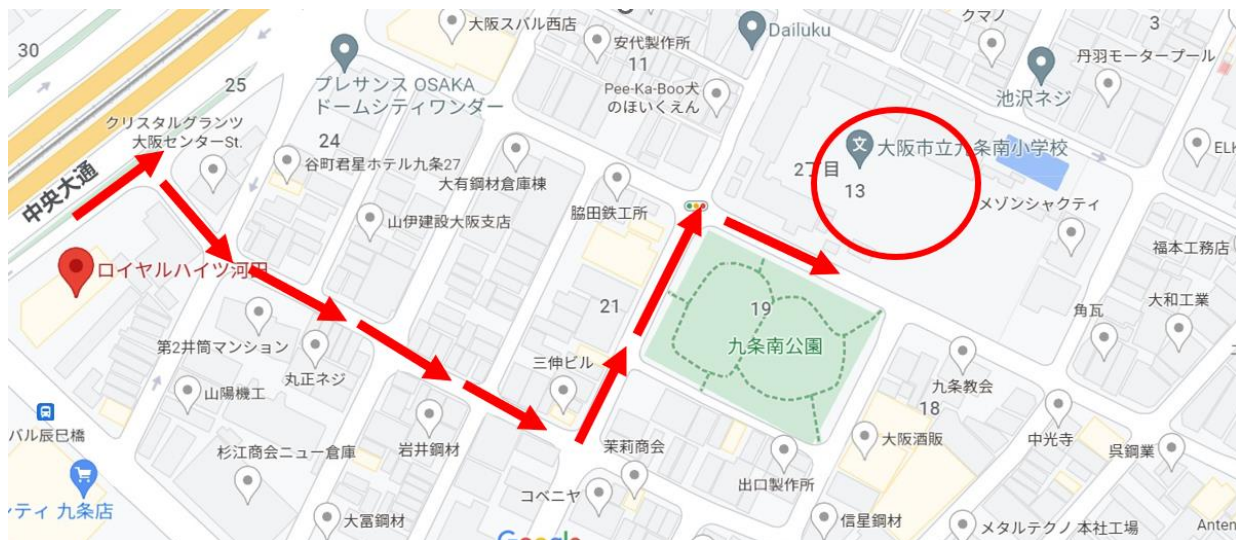 30
25
大阪スバル西店
安代製作所
11
Dailuku
クマノ
3
丹羽モータープール
プレサンス OSAKA
ドームシティワンダー
Pee-Ka-Boo犬
のほいくえん
池沢ネジ
クリスタルグランツ
大阪センターSt.
24
谷町君星ホテル九条27
大有鋼材倉庫棟
文
大阪市立九条南小学校
2丁目
13
ELK
中央大通
山伊建設大阪支店
脇田鉄工所
メゾンシャクティ
福本工務店
ロイヤルハイツ河田
21
19
九条南公園
角瓦
大和工業
第2井筒マンション
丸正ネジ
三伸ビル
山陽機工
九条教会
18
バル辰巳橋
杉江商会ニュー倉庫
岩井鋼材
茉莉商会
大阪酒販
中光寺
呉鋼業
ティ 九条店
コベニヤ
出口製作所
大富鋼材
信星鋼材
メタルテクノ 本社工場
Anten
Google